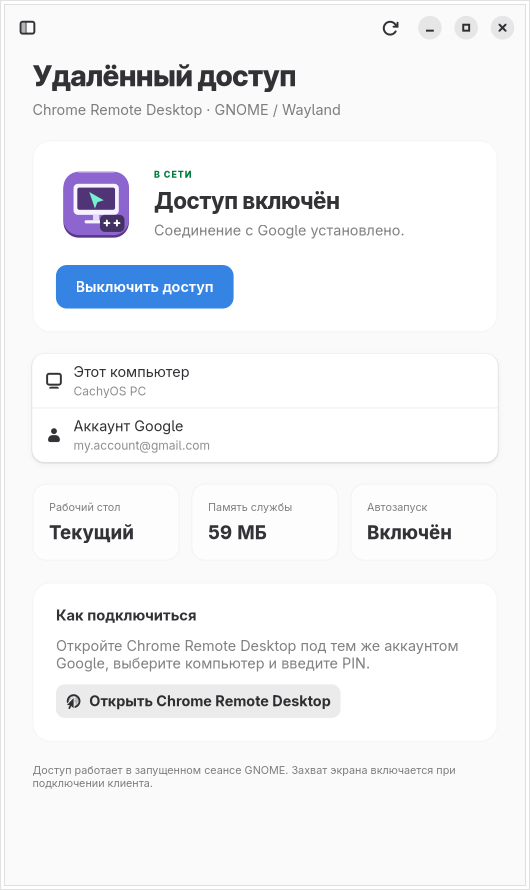 Удалённый доступ
Chrome Remote Desktop · GNOME / Wayland
В СЕТИ
Доступ включён
Соединение с Google установлено.
Выключить доступ
Этот компьютер
CachyOS PC
Аккаунт Google
my.account@gmail.com
Рабочий стол
Текущий
Память службы
59 МБ
Автозапуск
Включён
Как подключиться
Откройте Chrome Remote Desktop под тем же аккаунтом
Google, выберите компьютер и введите PIN.
Открыть Chrome Remote Desktop
Доступ работает в запущенном сеансе GNOME. Захват экрана включается при
подключении клиента.